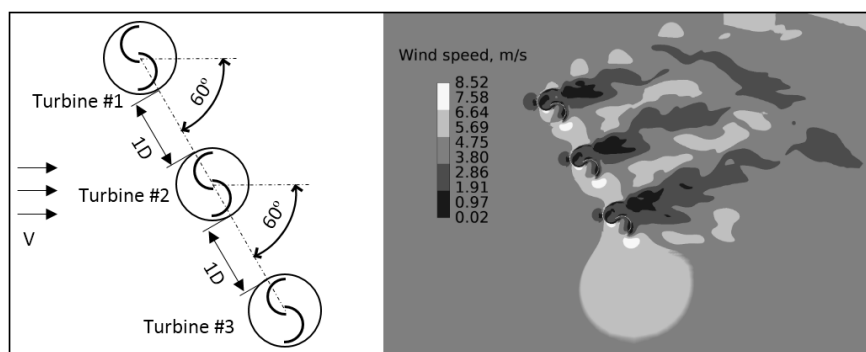 Turbine #1
60°
1D
Turbine #2
60°
V
1D
Turbine #3
Wind speed, m/s
8.52
7.58
6.64
5.69
4.75
3.80
2.86
1.91
0.97
0.02